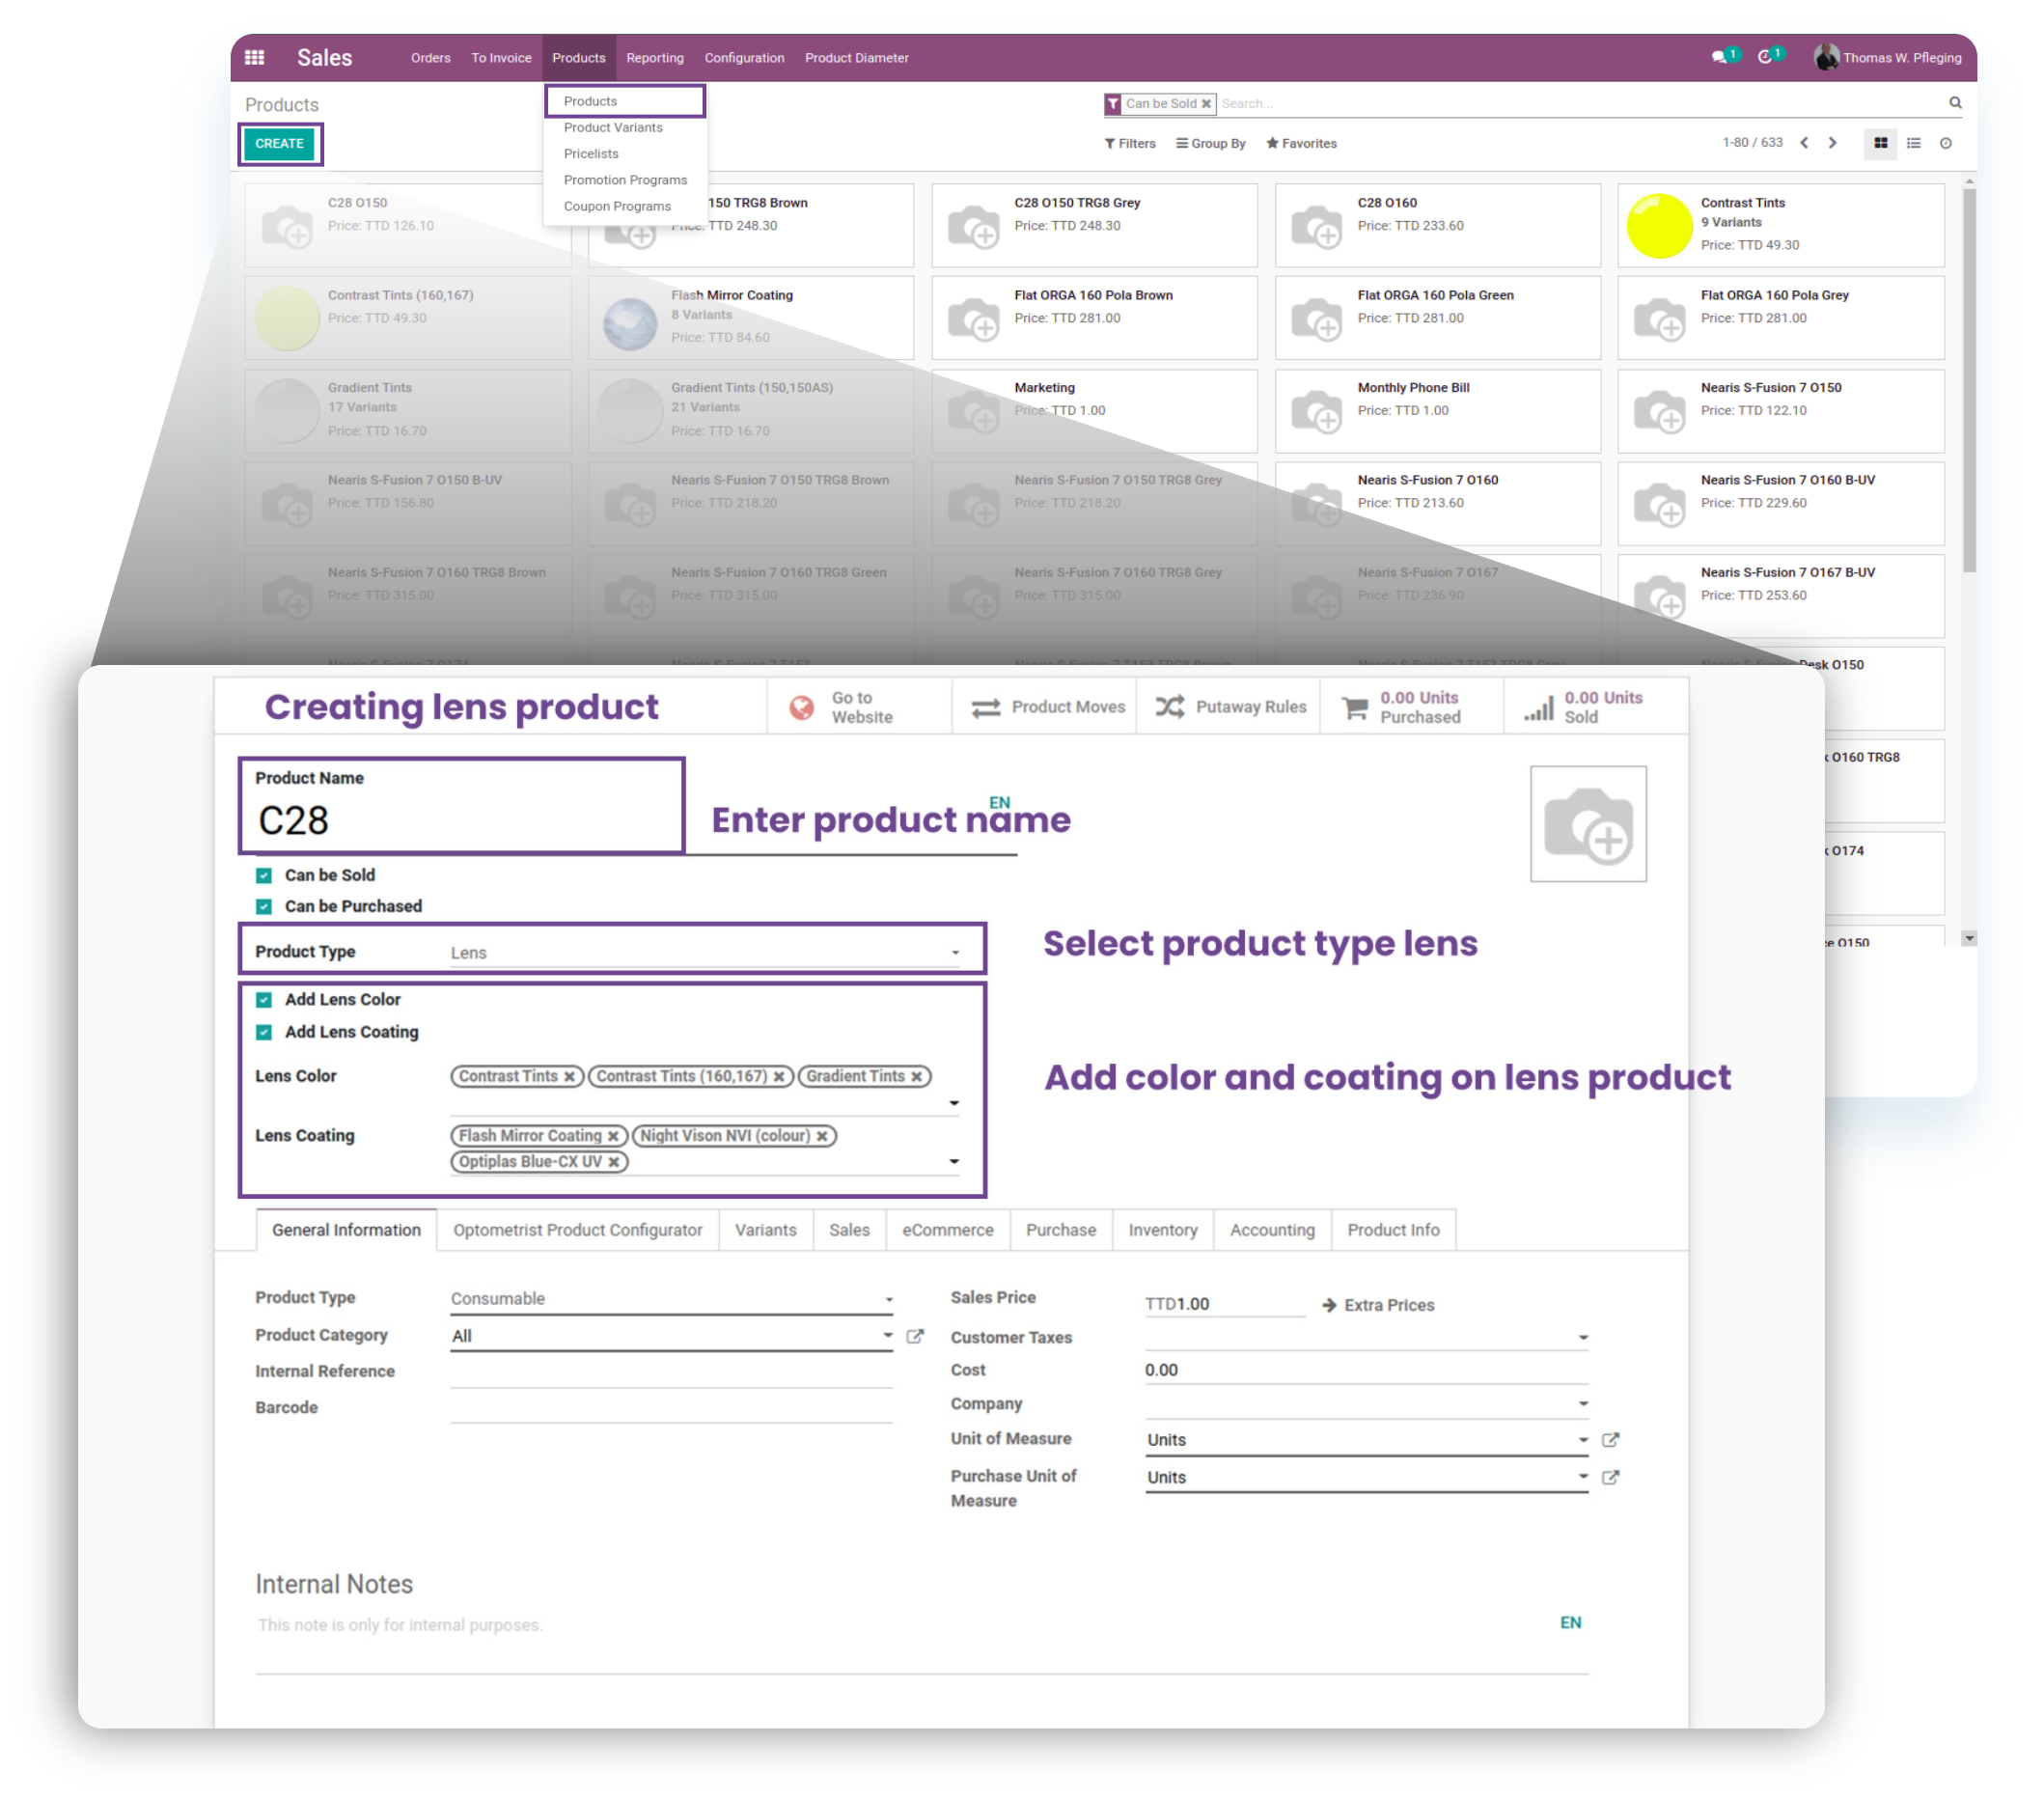 Sales Orders To Invoice Products Reporting Configuration Product Diameter 1 1 Thomas W. Pfleging
Products
Can be Sold ✖ Search...
CREATE
Filters Group By Favorites 1-80 / 633
Products
Product Variants
Pricelists
Promotion Programs
Coupon Programs
C28 O150
Price: TTD 126.10
150 TRG8 Brown
Price: TTD 248.30
C28 O150 TRG8 Grey
Price: TTD 248.30
C28 O160
Price: TTD 233.60
Contrast Tints
9 Variants
Price: TTD 49.30
Contrast Tints (160,167)
Price: TTD 49.30
Flash Mirror Coating
8 Variants
Price: TTD 84.60
Flat ORGA 160 Pola Brown
Price: TTD 281.00
Flat ORGA 160 Pola Green
Price: TTD 281.00
Flat ORGA 160 Pola Grey
Price: TTD 281.00
Gradient Tints
17 Variants
Price: TTD 16.70
Gradient Tints (150,150AS)
21 Variants
Price: TTD 16.70
Marketing
Price: TTD 1.00
Monthly Phone Bill
Price: TTD 1.00
Nearis S-Fusion 7 O150
Price: TTD 122.10
Nearis S-Fusion 7 O150 B-UV
Price: TTD 156.80
Nearis S-Fusion 7 O150 TRG8 Brown
Price: TTD 218.20
Nearis S-Fusion 7 O150 TRG8 Grey
Price: TTD 218.20
Nearis S-Fusion 7 O160
Price: TTD 213.60
Nearis S-Fusion 7 O160 B-UV
Price: TTD 229.60
Nearis S-Fusion 7 O160 TRG8 Brown
Price: TTD 315.00
Nearis S-Fusion 7 O160 TRG8 Green
Price: TTD 315.00
Nearis S-Fusion 7 O160 TRG8 Grey
Price: TTD 315.00
Nearis S-Fusion 7 O167
Price: TTD 236.90
Nearis S-Fusion 7 O167 B-UV
Price: TTD 253.60
Desk O150
O160 TRG8
O174
O150
Creating lens product
Go to
Website
Product Moves
Putaway Rules
0.00 Units
Purchased
0.00 Units
Sold
Product Name
C28
EN
Enter product name
Can be Sold
Can be Purchased
Product Type Lens
Select product type lens
Add Lens Color
Add Lens Coating
Lens Color Contrast Tints ✖ Contrast Tints (160,167) ✖ Gradient Tints ✖
Add color and coating on lens product
Lens Coating Flash Mirror Coating ✖ Night Vison NVI (colour) ✖
Optiplas Blue-CX UV ✖
General Information Optometrist Product Configurator Variants Sales eCommerce Purchase Inventory Accounting Product Info
Product Type Consumable
Product Category All
Internal Reference
Barcode
Sales Price TTD1.00 Extra Prices
Customer Taxes
Cost 0.00
Company
Unit of Measure Units
Purchase Unit of Units
Measure
Internal Notes
This note is only for internal purposes.
EN